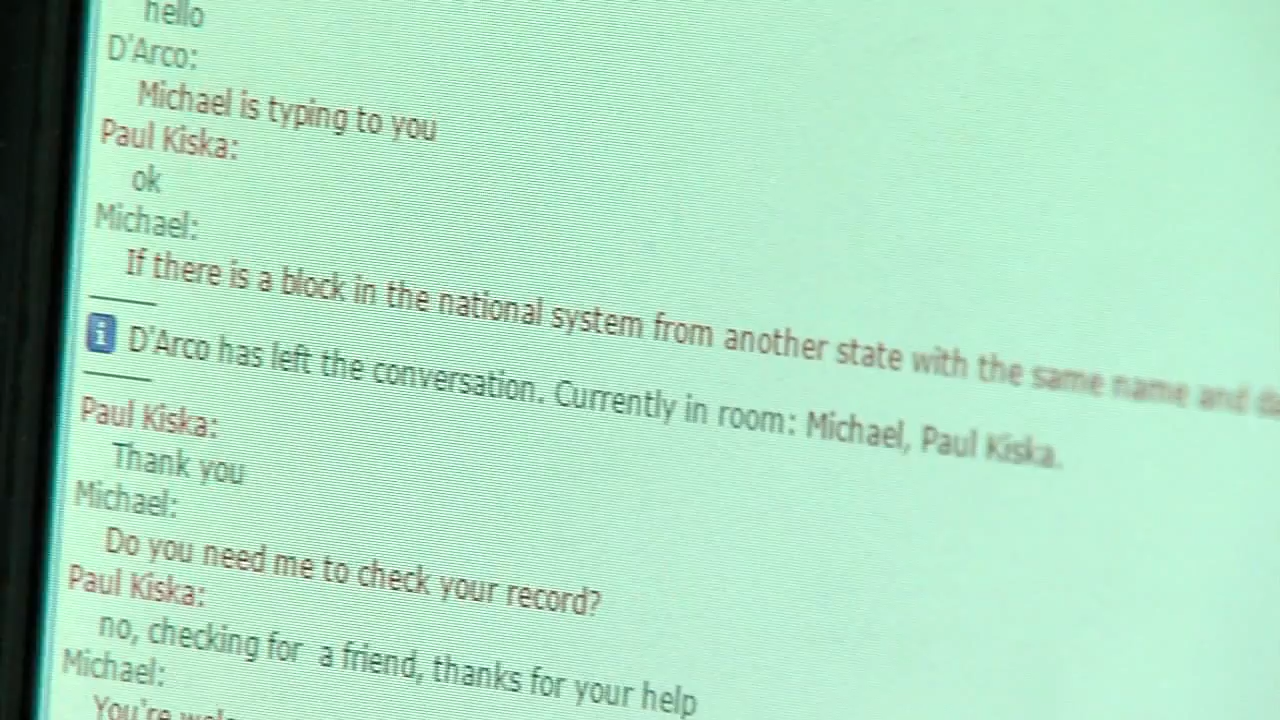 hello
D'Arco:
Michael is typing to you
Paul Kiska:
ok
Michael:
If there is a block in the national system from another state with the same name and
D'Arco has left the conversation. Currently in room: Michael, Paul Kiska.
Paul Kiska:
Thank you
Michael:
Do you need me to check your record?
Paul Kiska:
no, checking for a friend, thanks for your help
Michael:
You're